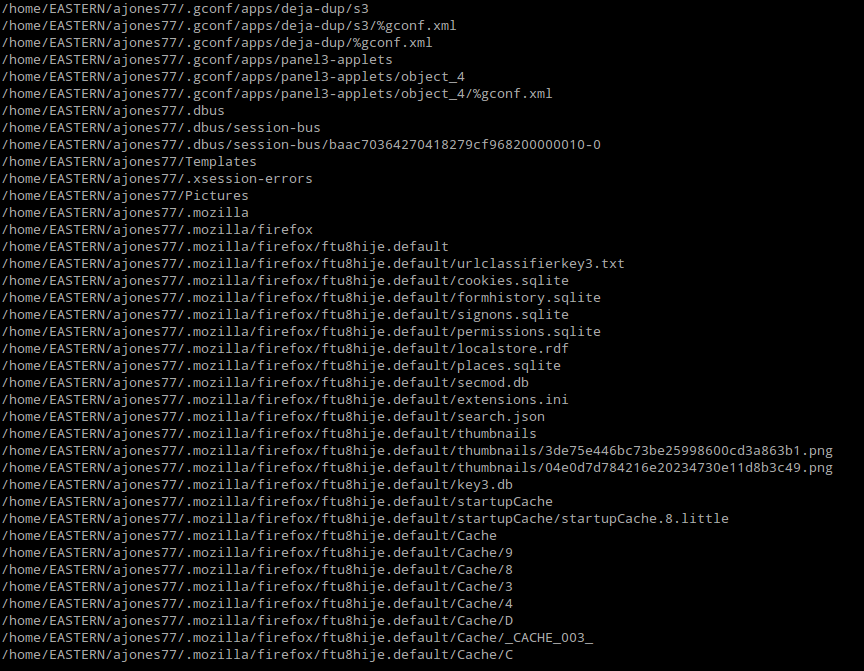 /home/EASTERN/ajones77/.gconf/apps/deja-dup/s3
/home/EASTERN/ajones77/.gconf/apps/deja-dup/s3/%gconf.xml
/home/EASTERN/ajones77/.gconf/apps/deja-dup/%gconf.xml
/home/EASTERN/ajones77/.gconf/apps/panel3-applets
/home/EASTERN/ajones77/.gconf/apps/panel3-applets/object_4
/home/EASTERN/ajones77/.gconf/apps/panel3-applets/object_4/%gconf.xml
/home/EASTERN/ajones77/.dbus
/home/EASTERN/ajones77/.dbus/session-bus
/home/EASTERN/ajones77/.dbus/session-bus/baac70364270418279cf968200000010-0
/home/EASTERN/ajones77/Templates
/home/EASTERN/ajones77/.xsession-errors
/home/EASTERN/ajones77/Pictures
/home/EASTERN/ajones77/.mozilla
/home/EASTERN/ajones77/.mozilla/firefox
/home/EASTERN/ajones77/.mozilla/firefox/ftu8hije.default
/home/EASTERN/ajones77/.mozilla/firefox/ftu8hije.default/urlclassifierkey3.txt
/home/EASTERN/ajones77/.mozilla/firefox/ftu8hije.default/cookies.sqlite
/home/EASTERN/ajones77/.mozilla/firefox/ftu8hije.default/formhistory.sqlite
/home/EASTERN/ajones77/.mozilla/firefox/ftu8hije.default/signons.sqlite
/home/EASTERN/ajones77/.mozilla/firefox/ftu8hije.default/permissions.sqlite
/home/EASTERN/ajones77/.mozilla/firefox/ftu8hije.default/localstore.rdf
/home/EASTERN/ajones77/.mozilla/firefox/ftu8hije.default/places.sqlite
/home/EASTERN/ajones77/.mozilla/firefox/ftu8hije.default/secmod.db
/home/EASTERN/ajones77/.mozilla/firefox/ftu8hije.default/extensions.ini
/home/EASTERN/ajones77/.mozilla/firefox/ftu8hije.default/search.json
/home/EASTERN/ajones77/.mozilla/firefox/ftu8hije.default/thumbnails
/home/EASTERN/ajones77/.mozilla/firefox/ftu8hije.default/thumbnails/3de75e446bc73be25998600cd3a863b1.png
/home/EASTERN/ajones77/.mozilla/firefox/ftu8hije.default/thumbnails/04e0d7d784216e20234730e11d8b3c49.png
/home/EASTERN/ajones77/.mozilla/firefox/ftu8hije.default/key3.db
/home/EASTERN/ajones77/.mozilla/firefox/ftu8hije.default/startupCache
/home/EASTERN/ajones77/.mozilla/firefox/ftu8hije.default/startupCache/startupCache.8.little
/home/EASTERN/ajones77/.mozilla/firefox/ftu8hije.default/Cache
/home/EASTERN/ajones77/.mozilla/firefox/ftu8hije.default/Cache/9
/home/EASTERN/ajones77/.mozilla/firefox/ftu8hije.default/Cache/8
/home/EASTERN/ajones77/.mozilla/firefox/ftu8hije.default/Cache/3
/home/EASTERN/ajones77/.mozilla/firefox/ftu8hije.default/Cache/4
/home/EASTERN/ajones77/.mozilla/firefox/ftu8hije.default/Cache/D
/home/EASTERN/ajones77/.mozilla/firefox/ftu8hije.default/Cache/_CACHE_003_
/home/EASTERN/ajones77/.mozilla/firefox/ftu8hije.default/Cache/C